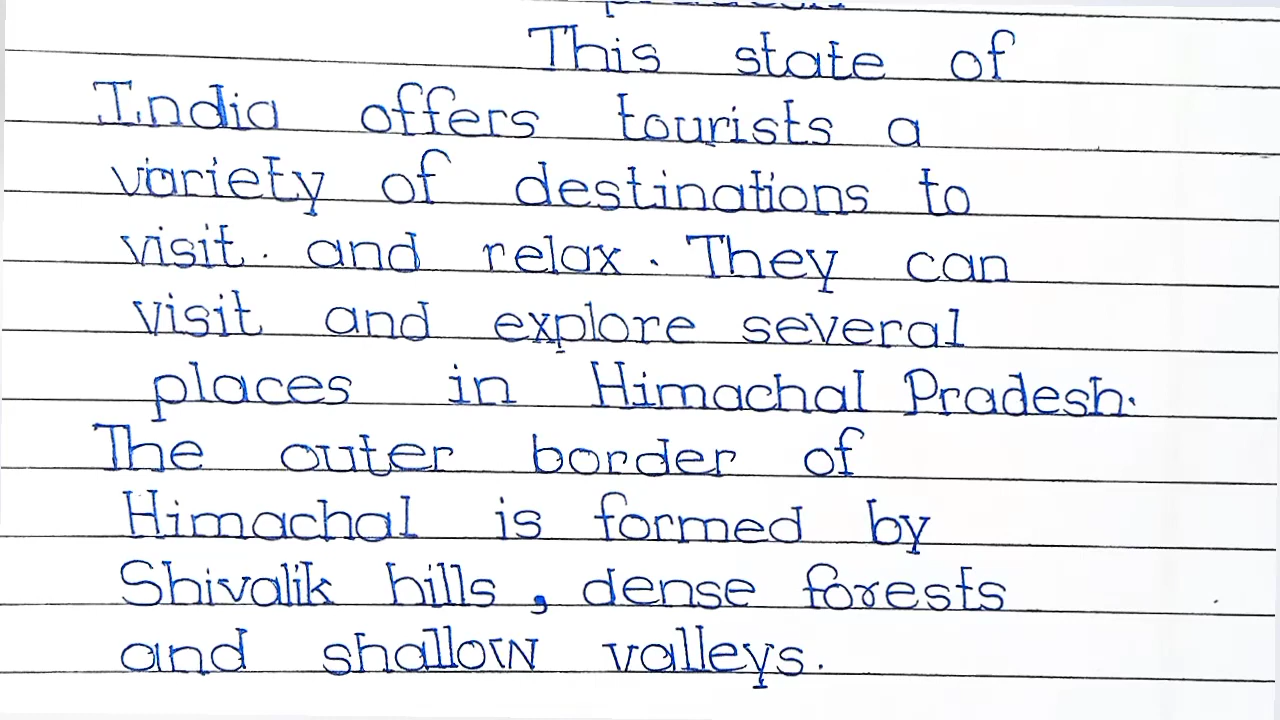 This state of
India offers tourists a
variety of destinations to
visit. and relax. They can
visit and explore several
places in Himachal Pradesh.
The outer border of
Himachal is formed by
Shivalik hills, dense forests
and shallow valleys.